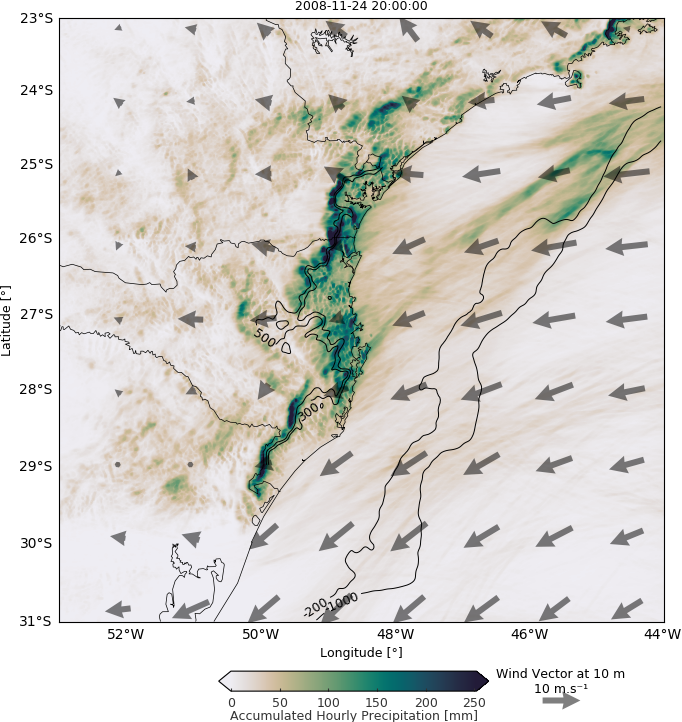 2008-11-24 20:00:00
23°S
24°S
25°S
26°S
27°S
28°S
29°S
30°S
31°S
Latitude [°]
500
300
-200
-1000
52°W 50°W 48°W 46°W 44°W
Longitude [°]
0 50 100 150 200 250
Accumulated Hourly Precipitation [mm]
Wind Vector at 10 m
10 m.s⁻¹